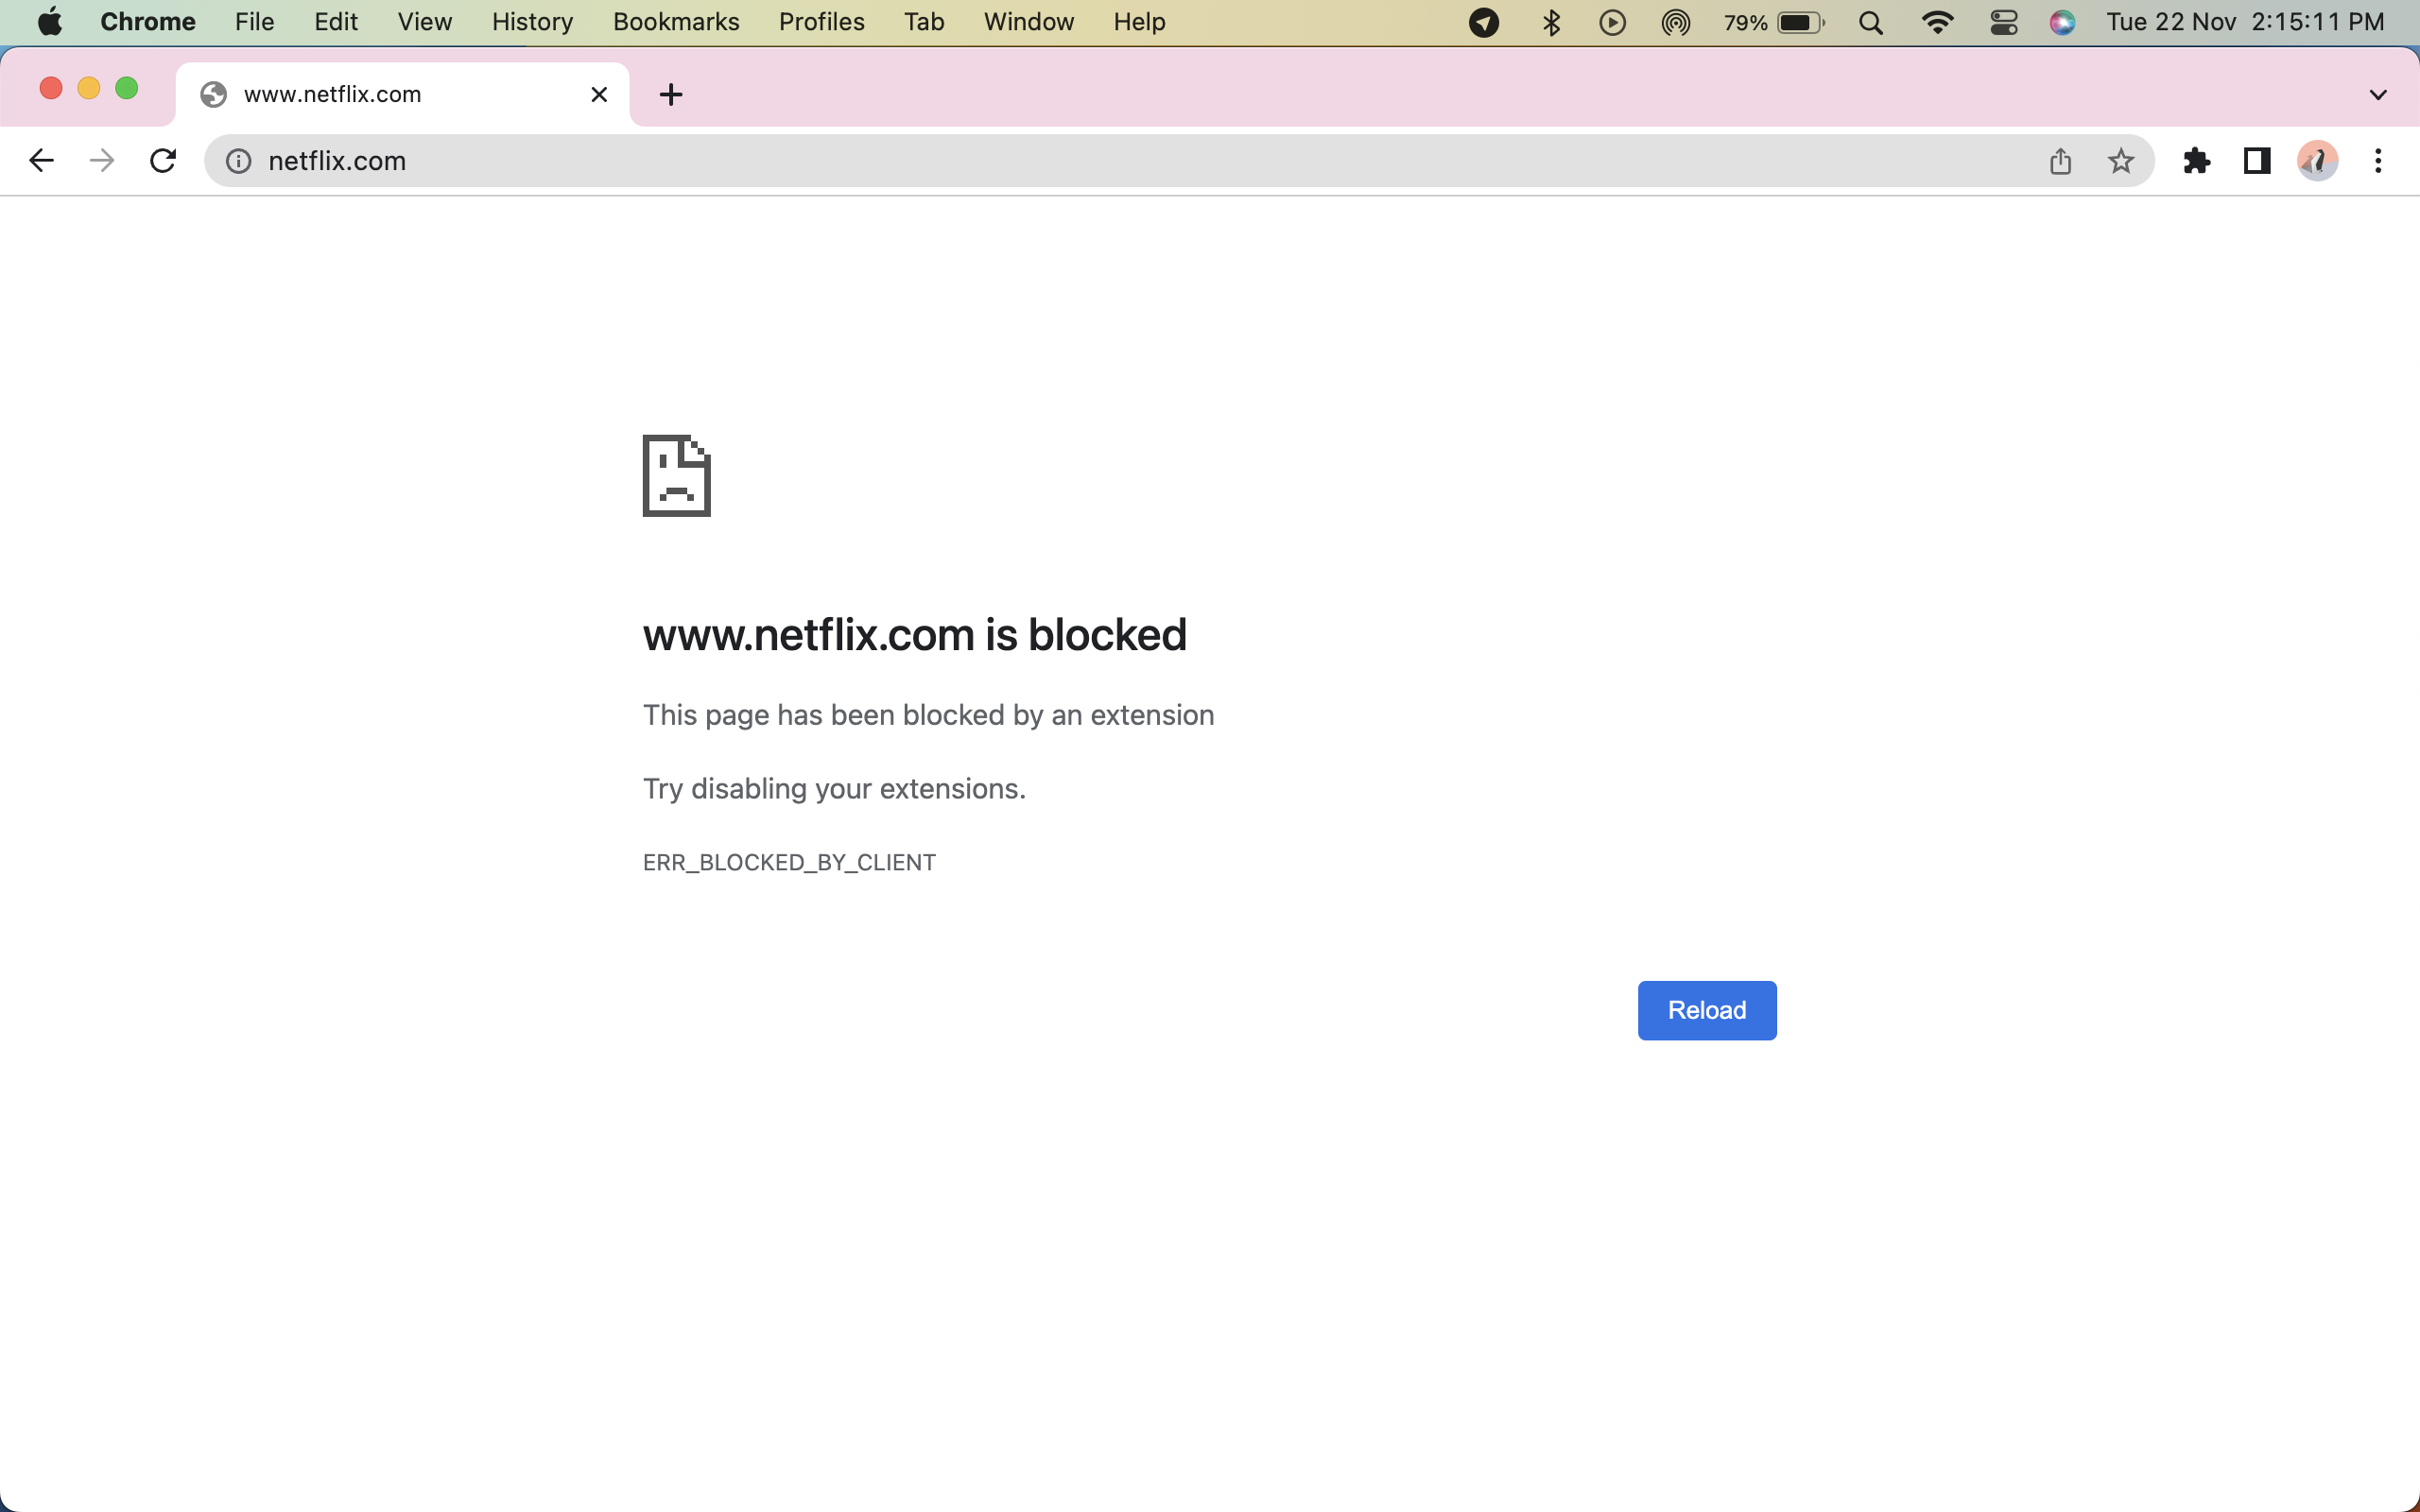 Chrome File Edit View History Bookmarks Profiles Tab Window Help 79% Tue 22 Nov 2:15:11 PM
www.netflix.com
netflix.com
www.netflix.com is blocked
This page has been blocked by an extension
Try disabling your extensions.
ERR_BLOCKED_BY_CLIENT
Reload